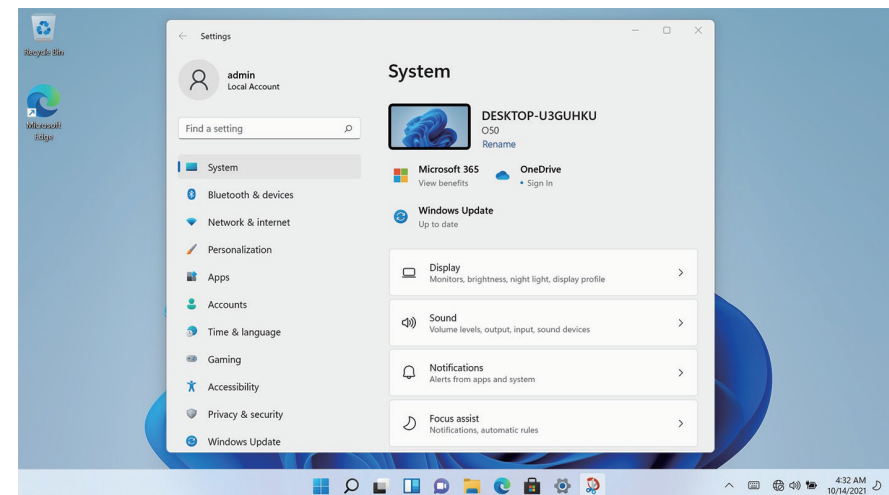 Recycle Bin
Microsoft
Edge
Settings
admin
Local Account
Find a setting
System
Bluetooth & devices
Network & internet
Personalization
Apps
Accounts
Time & language
Gaming
Accessibility
Privacy & security
Windows Update
System
DESKTOP-U3GUHKU
O50
Rename
Microsoft 365
View benefits
OneDrive
• Sign In
Windows Update
Up to date
Display
Monitors, brightness, night light, display profile
Sound
Volume levels, output, input, sound devices
Notifications
Alerts from apps and system
Focus assist
Notifications, automatic rules
4:32 AM
10/14/2021